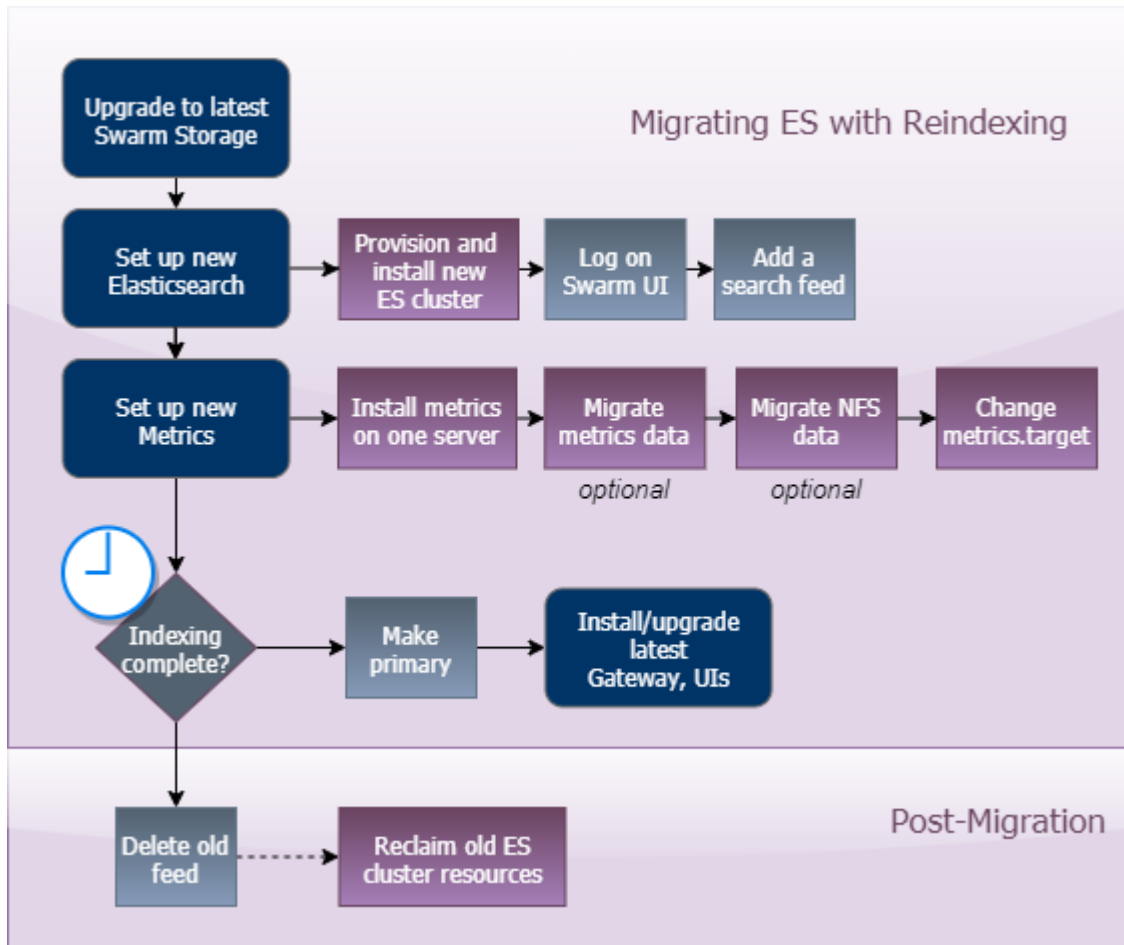 Migrating ES with Reindexing
Upgrade to latest
Swarm Storage
Set up new
Elasticsearch
Provision and
install new
ES cluster
Log on
Swarm UI
Add a
search feed
Set up new
Metrics
Install metrics
on one server
Migrate
metrics data
optional
Migrate NFS
data
optional
Change
metrics.target
Indexing
complete?
Make
primary
Install/upgrade
latest
Gateway, UIs
Post-Migration
Delete old
feed
Reclaim old ES
cluster resources